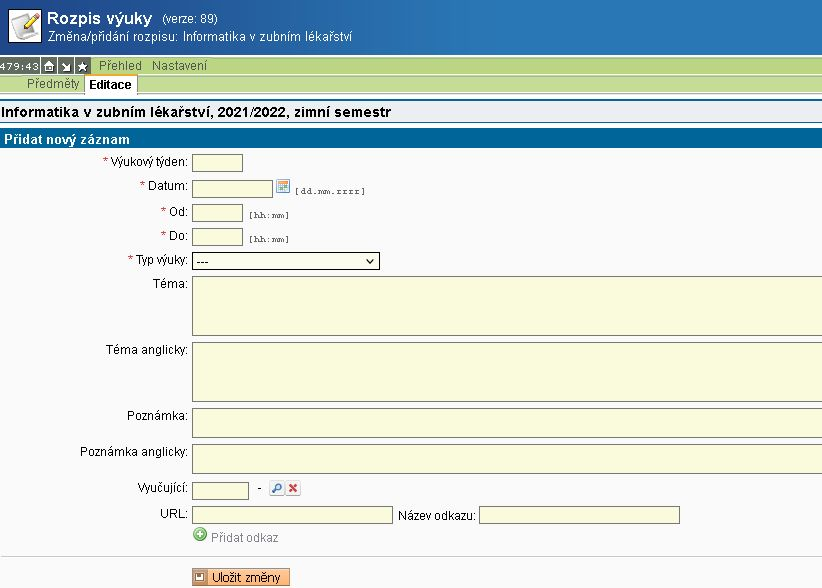 Rozpis výuky (verze: 89)
Změna/přidání rozpisu: Informatika v zubním lékařství
479:43 Přehled Nastavení
Předměty Editace
Informatika v zubním lékařství, 2021/2022, zimní semestr
Přidat nový záznam
* Výukový týden:
* Datum: [dd.mm.rrrr]
* Od: [hh:mm]
* Do: [hh:mm]
* Typ výuky: ---
Téma:
Téma anglicky:
Poznámka:
Poznámka anglicky:
Vyučující: -
URL: Název odkazu:
Přidat odkaz
Uložit změny